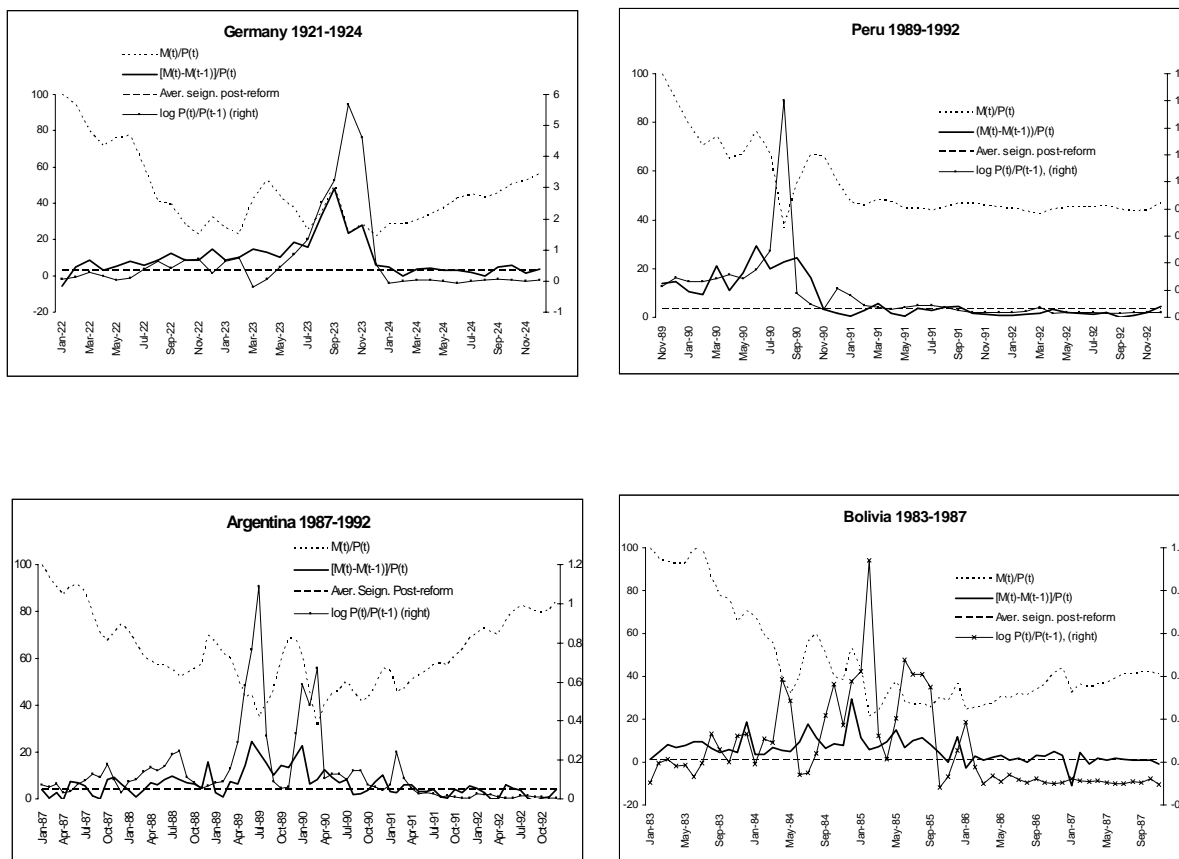 Germany 1921-1924
M(t)/P(t)
[M(t)-M(t-1)]/P(t)
Aver. seign. post-reform
log P(t)/P(t-1) (right)
100
80
60
40
20
0
-20
6
5
4
3
2
1
0
-1
Jan-22
Mar-22
May-22
Jul-22
Sep-22
Nov-22
Jan-23
Mar-23
May-23
Jul-23
Sep-23
Nov-23
Jan-24
Mar-24
May-24
Jul-24
Sep-24
Nov-24
Peru 1989-1992
M(t)/P(t)
(M(t)-M(t-1))/P(t)
Aver. seign. post-reform
log P(t)/P(t-1), (right)
100
80
60
40
20
0
Nov-89
Jan-90
Mar-90
May-90
Jul-90
Sep-90
Nov-90
Jan-91
Mar-91
May-91
Jul-91
Sep-91
Nov-91
Jan-92
Mar-92
May-92
Jul-92
Sep-92
Nov-92
Argentina 1987-1992
M(t)/P(t)
[M(t)-M(t-1)]/P(t)
Aver. Seign. Post-reform
log P(t)/P(t-1) (right)
100
80
60
40
20
0
1.2
1
0.8
0.6
0.4
0.2
0
Jan-87
Apr-87
Jul-87
Oct-87
Jan-88
Apr-88
Jul-88
Oct-88
Jan-89
Apr-89
Jul-89
Oct-89
Jan-90
Apr-90
Jul-90
Oct-90
Jan-91
Apr-91
Jul-91
Oct-91
Jan-92
Apr-92
Jul-92
Oct-92
Bolivia 1983-1987
M(t)/P(t)
[M(t)-M(t-1)]/P(t)
Aver. seign. post-reform
log P(t)/P(t-1), (right)
100
80
60
40
20
0
-20
Jan-83
May-83
Sep-83
Jan-84
May-84
Sep-84
Jan-85
May-85
Sep-85
Jan-86
May-86
Sep-86
Jan-87
May-87
Sep-87